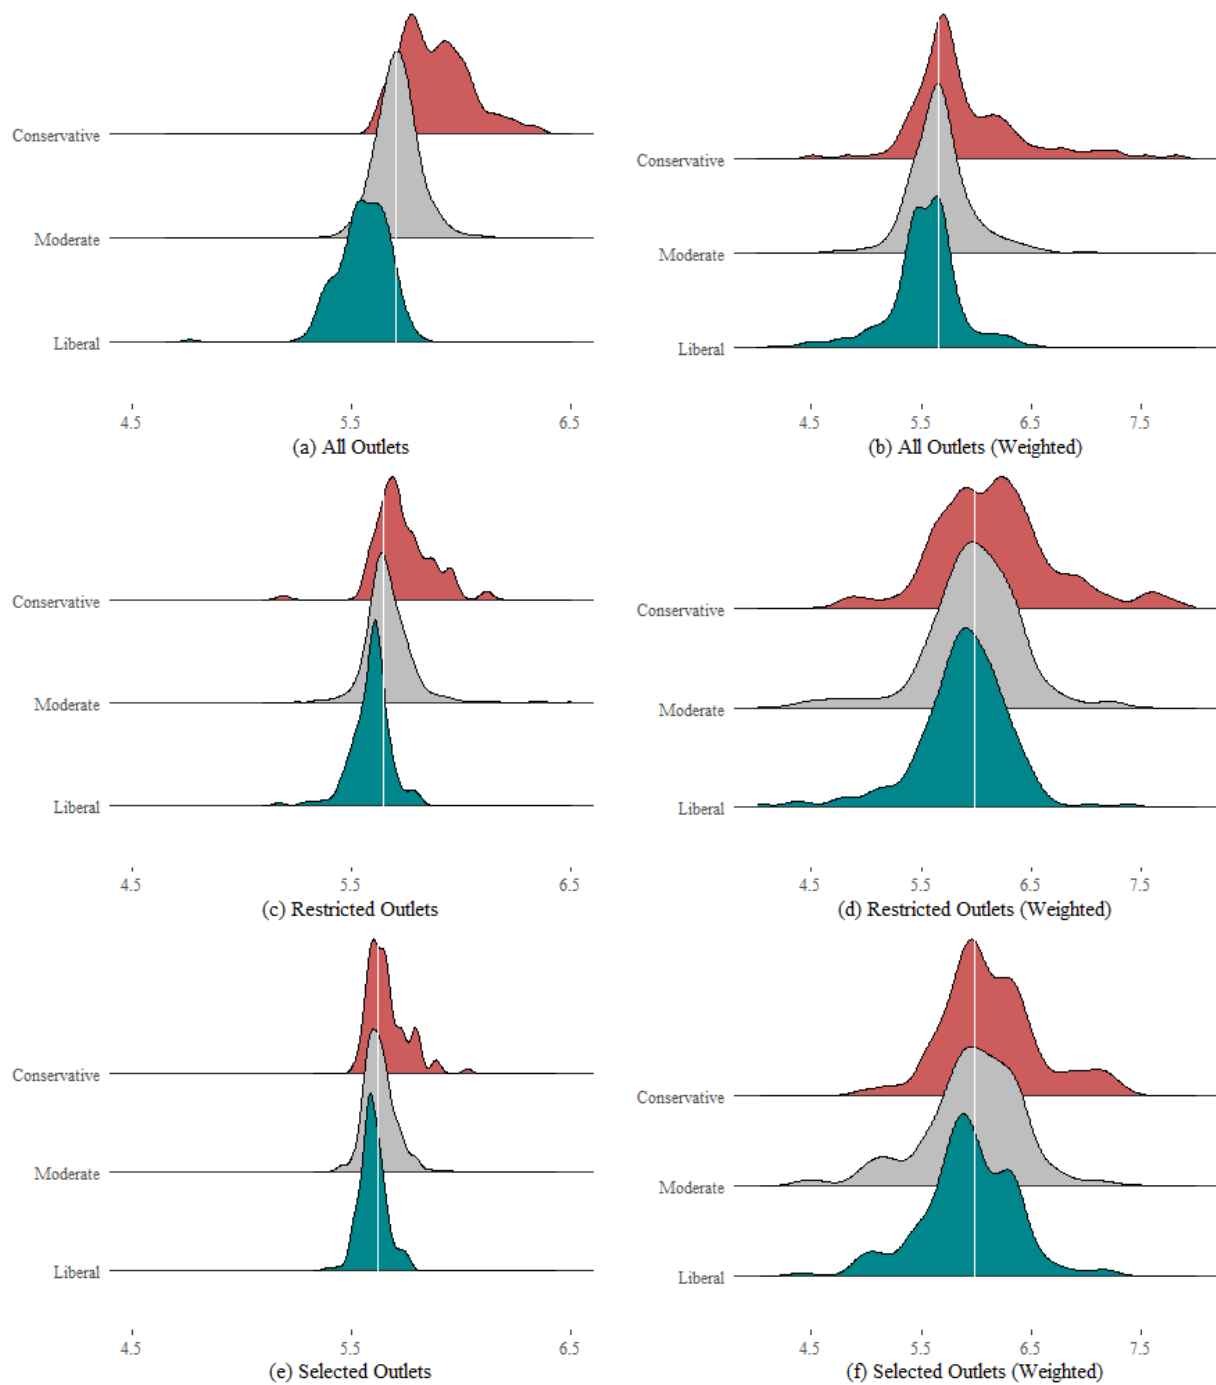 Conservative
Moderate
Liberal
4.5 5.5 6.5
(a) All Outlets
Conservative
Moderate
Liberal
4.5 5.5 6.5 7.5
(b) All Outlets (Weighted)
Conservative
Moderate
Liberal
4.5 5.5 6.5
(c) Restricted Outlets
Conservative
Moderate
Liberal
4.5 5.5 6.5 7.5
(d) Restricted Outlets (Weighted)
Conservative
Moderate
Liberal
4.5 5.5 6.5
(e) Selected Outlets
Conservative
Moderate
Liberal
4.5 5.5 6.5 7.5
(f) Selected Outlets (Weighted)